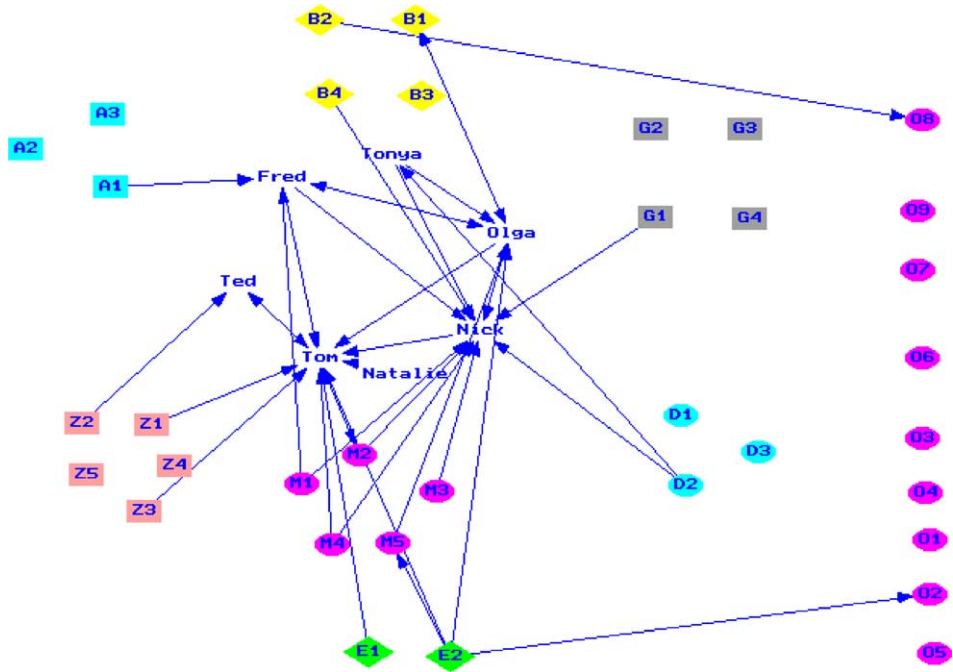 B2
B1
A3
B4
B3
O8
G2
G3
A2
Tonya
Fred
A1
O9
G1
G4
Olga
O7
Ted
Nick
Tom
O6
Natalie
D1
Z2
Z1
O3
D3
M2
Z4
Z5
M1
M3
D2
O4
Z3
M4
M5
O1
O2
E1
E2
O5